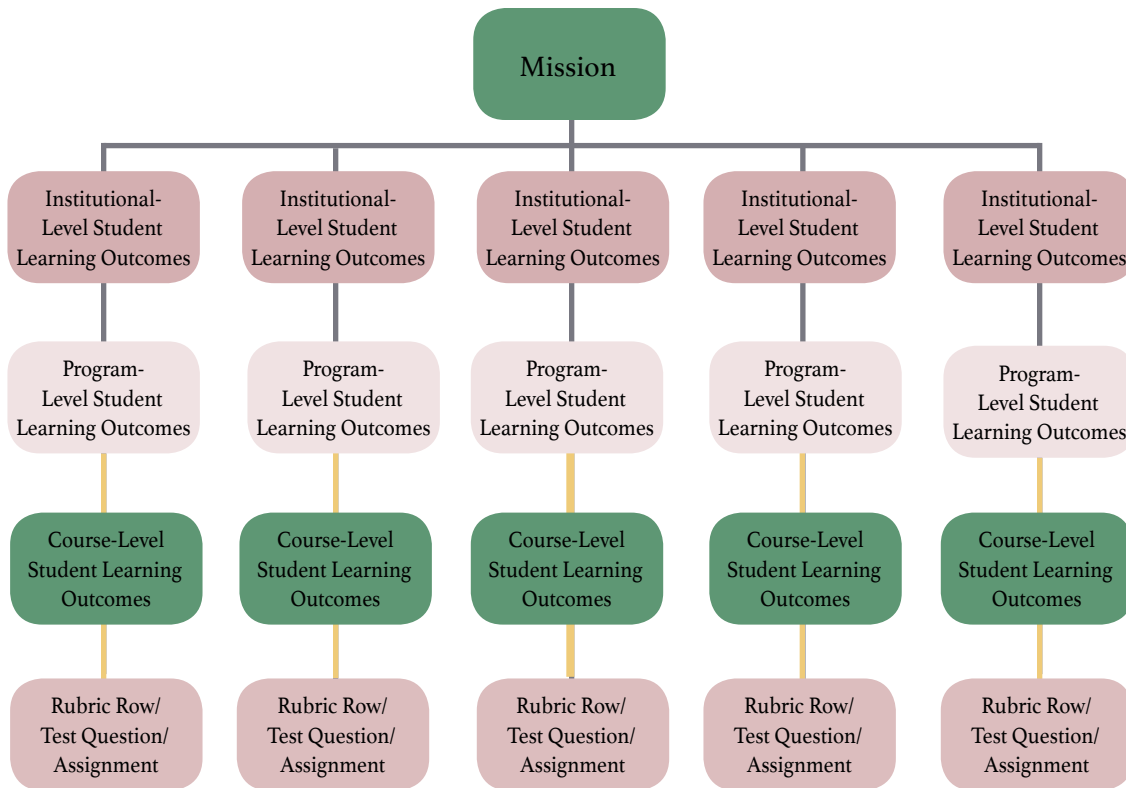 Mission
Institutional-
Level Student
Learning Outcomes
Institutional-
Level Student
Learning Outcomes
Institutional-
Level Student
Learning Outcomes
Institutional-
Level Student
Learning Outcomes
Institutional-
Level Student
Learning Outcomes
Program-
Level Student
Learning Outcomes
Program-
Level Student
Learning Outcomes
Program-
Level Student
Learning Outcomes
Program-
Level Student
Learning Outcomes
Program-
Level Student
Learning Outcomes
Course-Level
Student Learning
Outcomes
Course-Level
Student Learning
Outcomes
Course-Level
Student Learning
Outcomes
Course-Level
Student Learning
Outcomes
Course-Level
Student Learning
Outcomes
Rubric Row/
Test Question/
Assignment
Rubric Row/
Test Question/
Assignment
Rubric Row/
Test Question/
Assignment
Rubric Row/
Test Question/
Assignment
Rubric Row/
Test Question/
Assignment